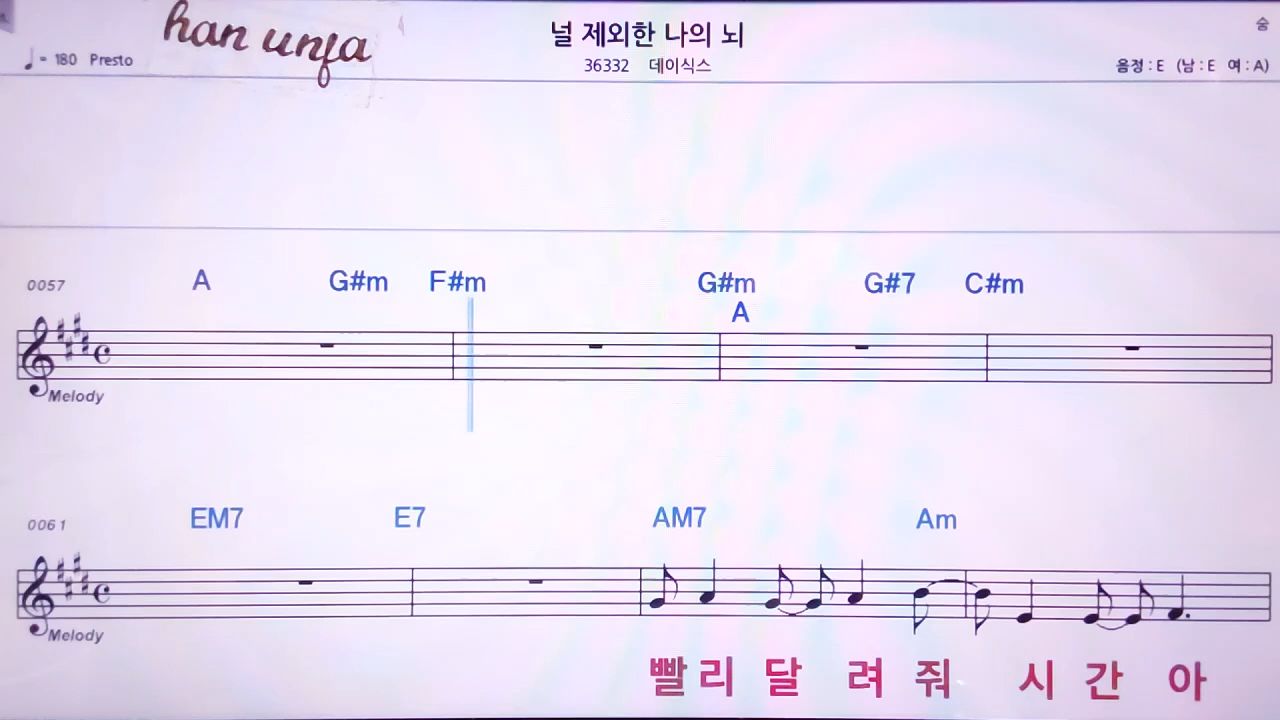 han unja
널 제외한 나의 뇌
숭
♩= 180 Presto
36332 데이식스
음정 : E (남 : E 여 : A)
0057
A G#m F#m G#m G#7 C#m
A
Melody
0061
EM7 E7 AM7 Am
Melody
빨 리 달 려 줘 시 간 아